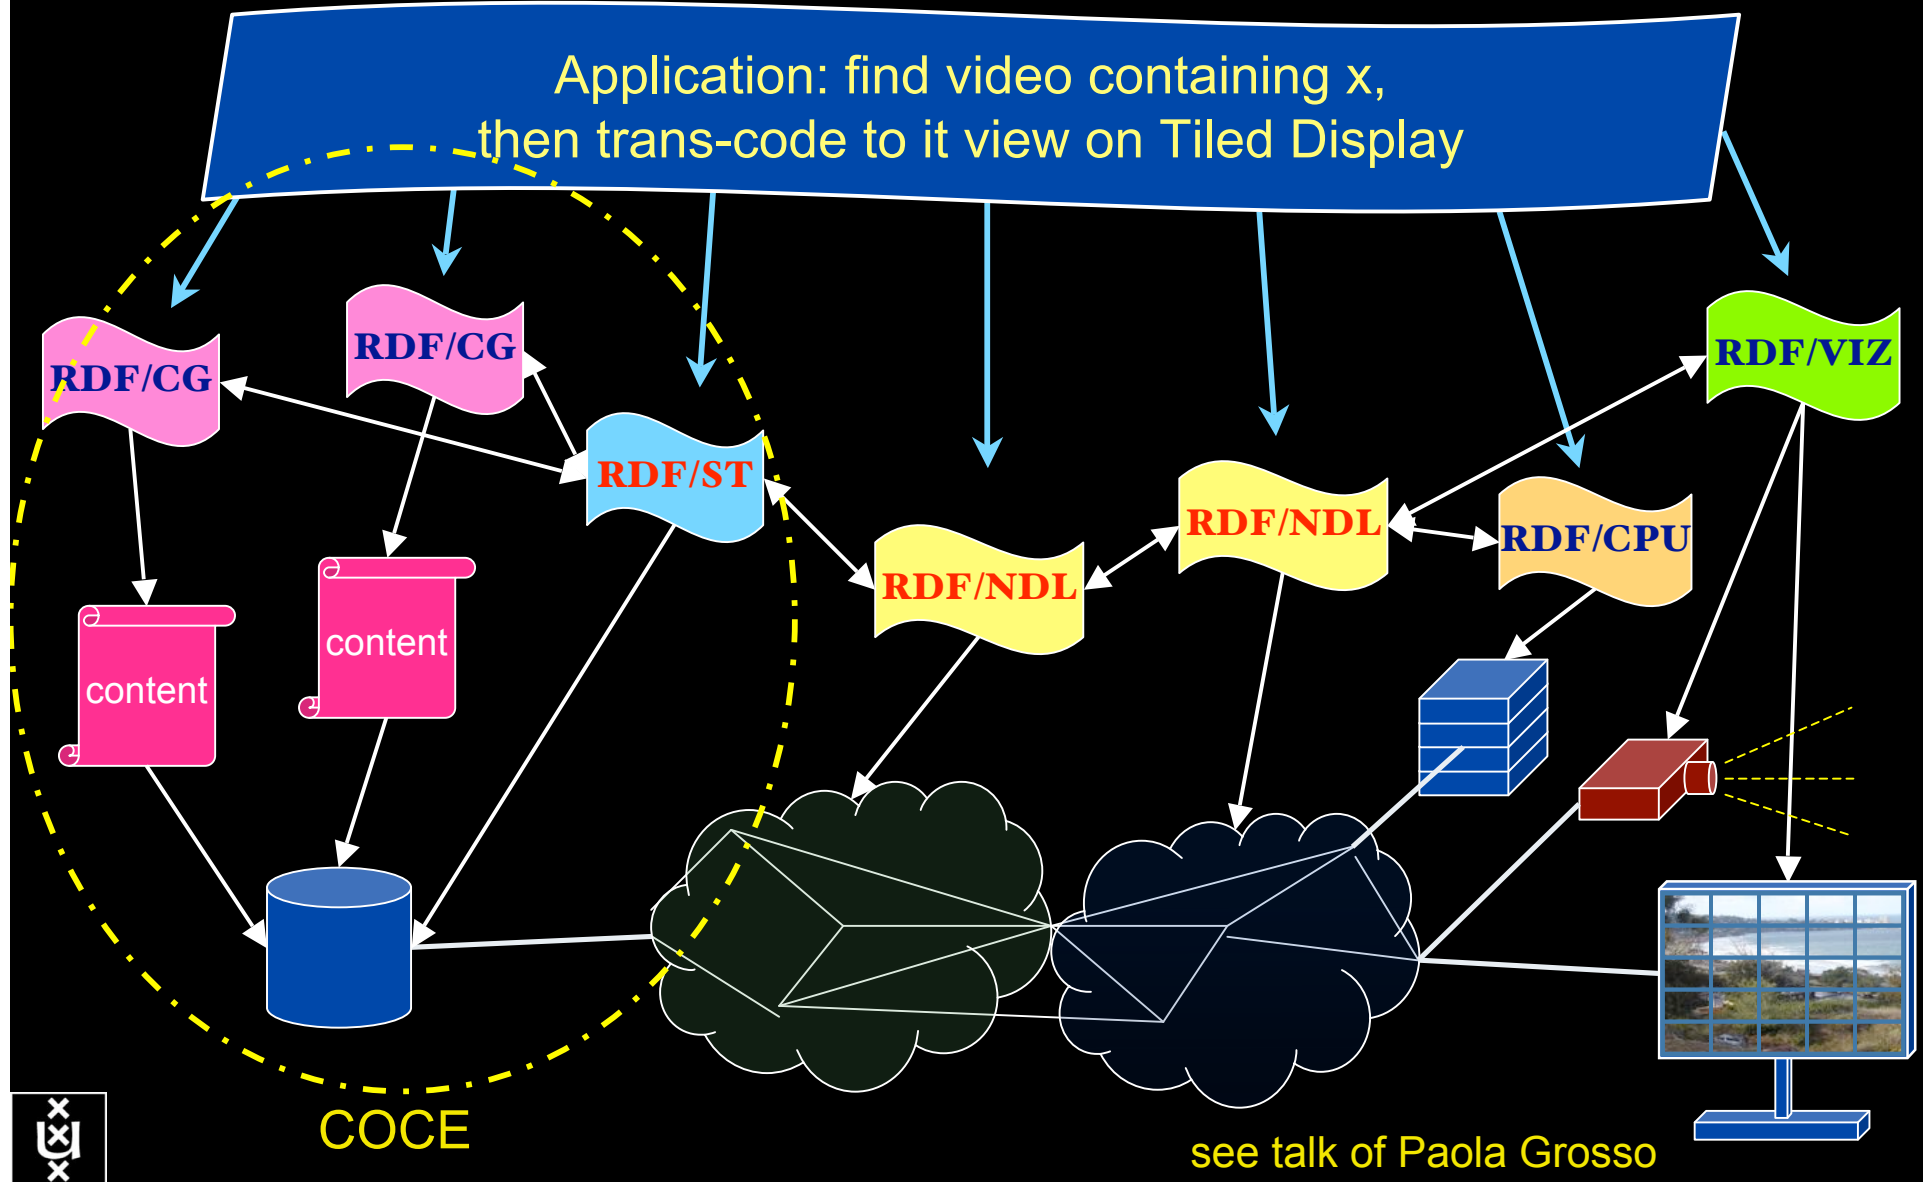 Application: find video containing x,
then trans-code to it view on Tiled Display
RDF/CG
RDF/CG
RDF/VIZ
RDF/ST
RDF/NDL
RDF/CPU
RDF/NDL
content
content
COCE
see talk of Paola Grosso